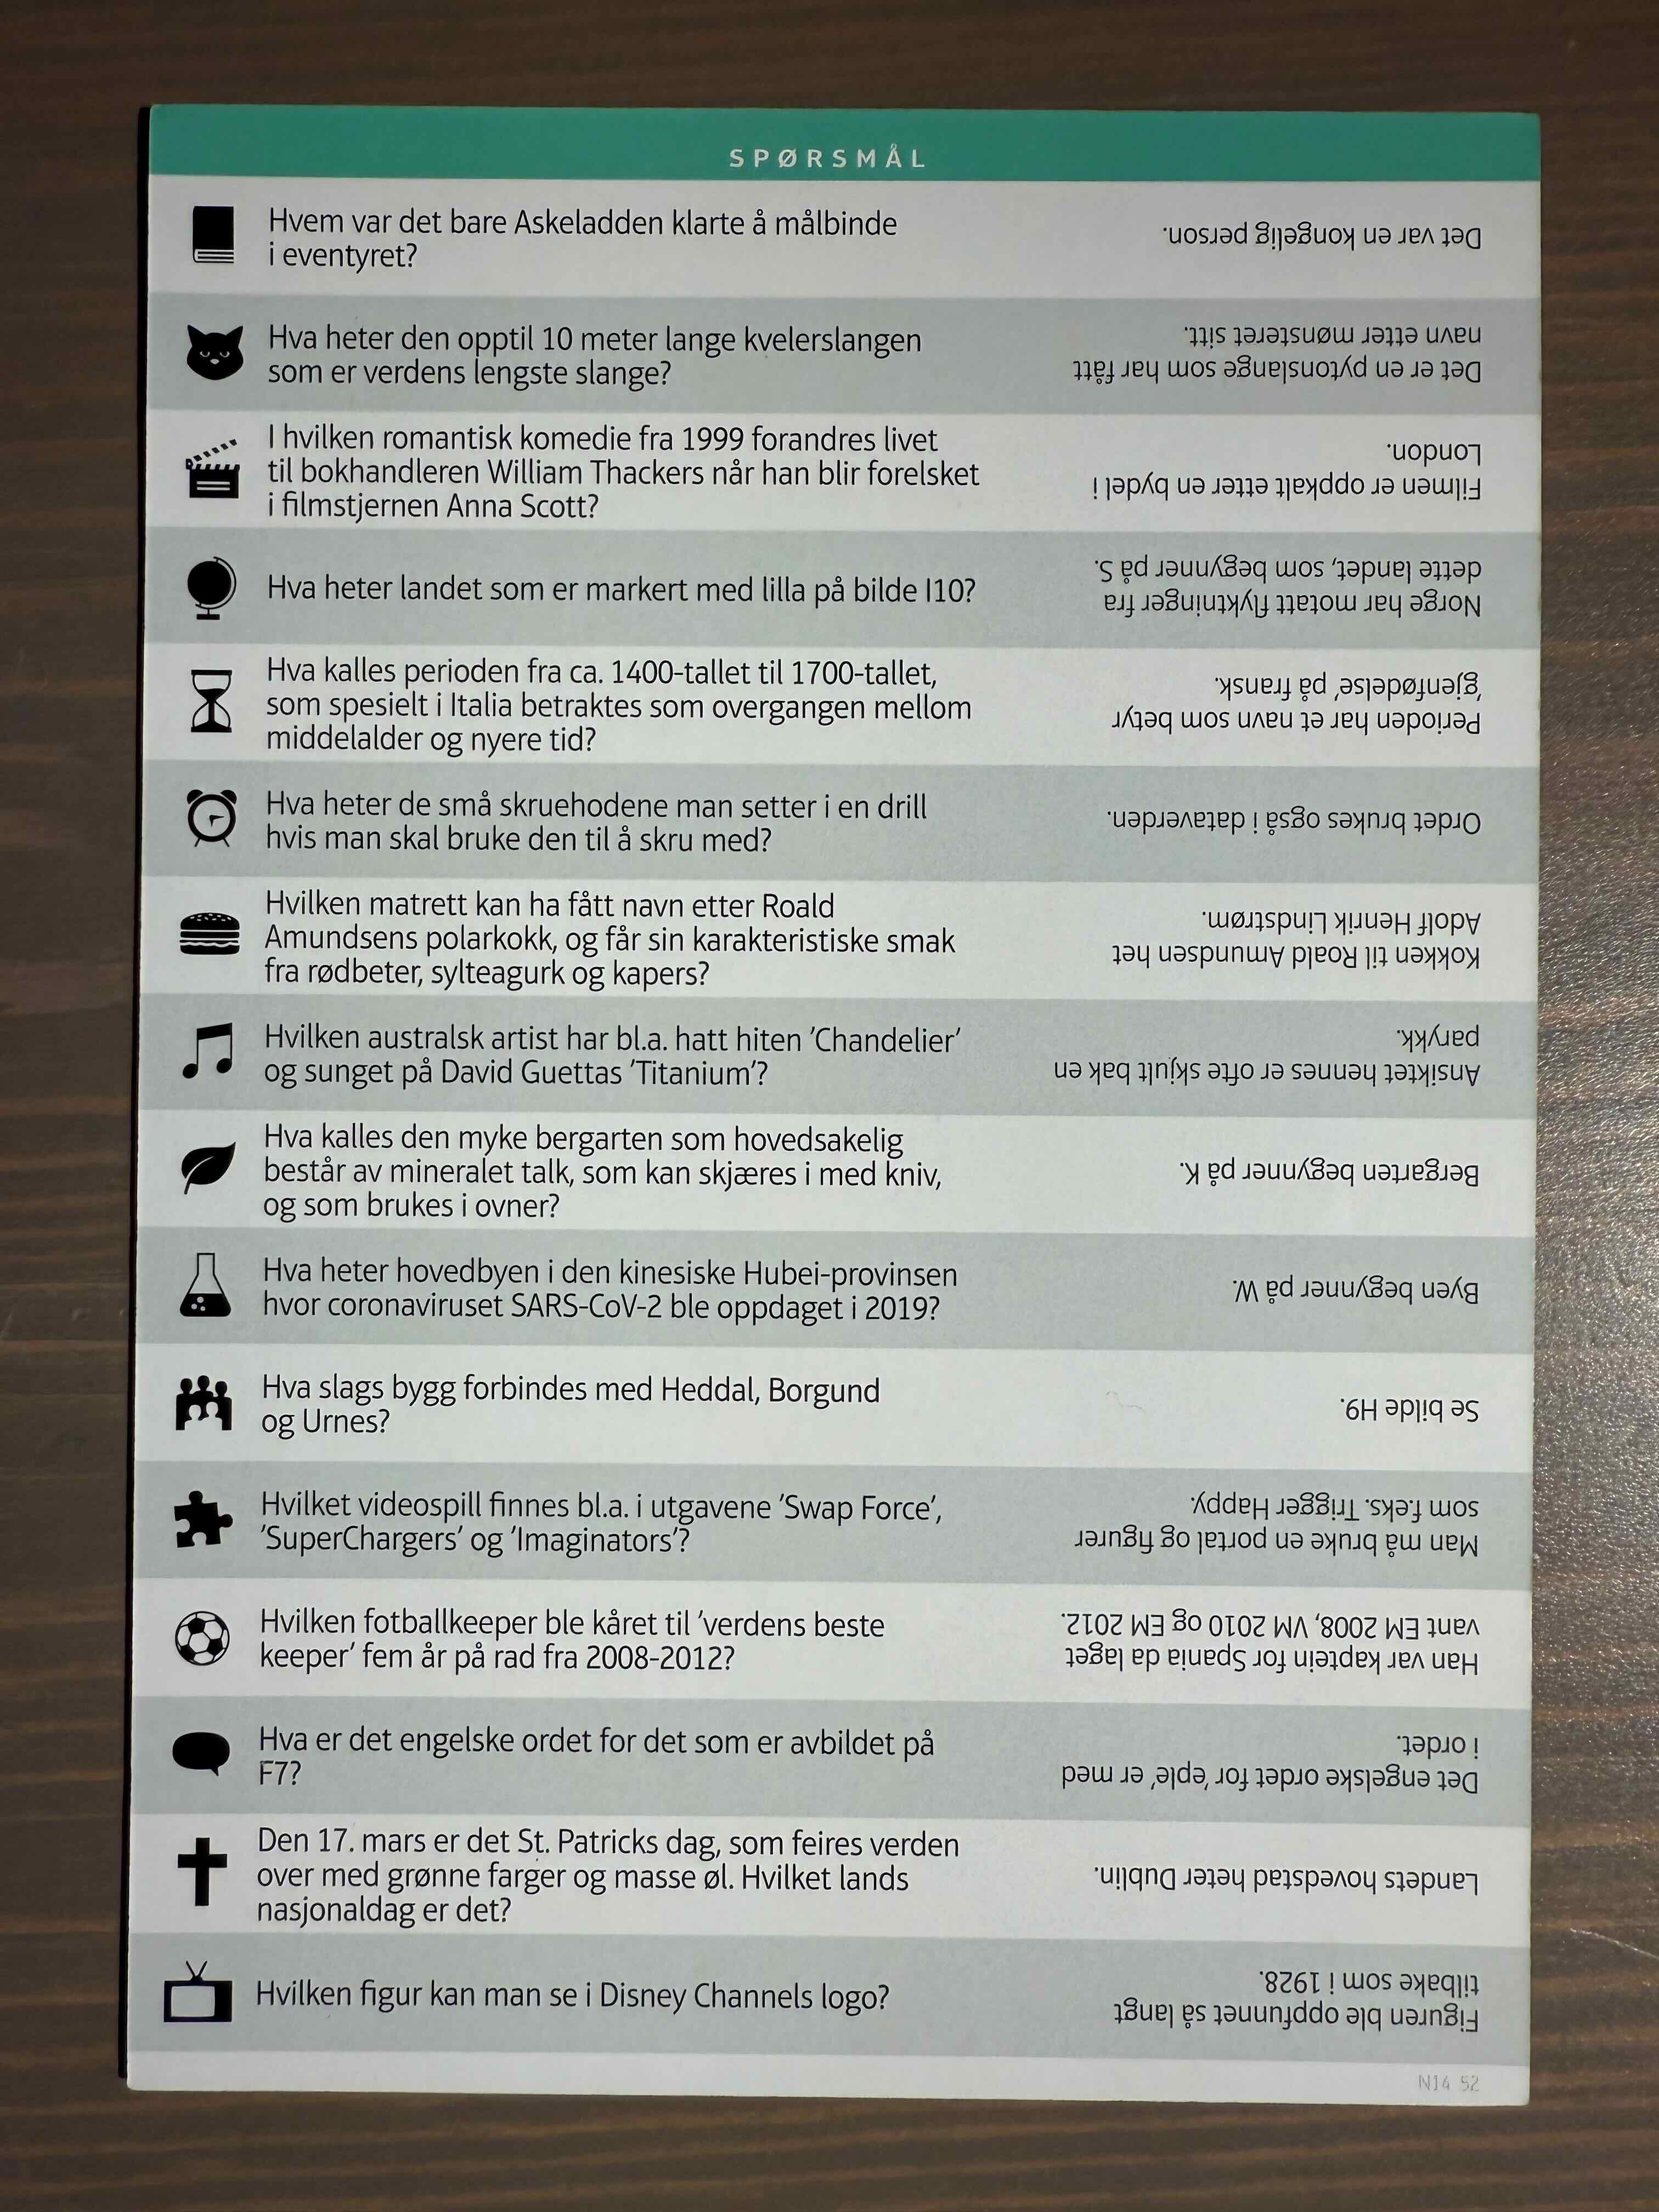 SPØRSMÅL
Hvem var det bare Askeladden klarte å målbinde
i eventyret?
Det var en kongelig person.
Hva heter den opptil 10 meter lange kvelerslangen
som er verdens lengste slange?
Det er en pytonslange som har fått
navn etter mønsteret sitt.
I hvilken romantisk komedie fra 1999 forandres livet
til bokhandleren William Thackers når han blir forelsket
i filmstjernen Anna Scott?
Filmen er oppkalt etter en bydel i
London.
Hva heter landet som er markert med lilla på bilde I10?
Norge har motatt flyktninger fra
dette landet, som begynner på S.
Hva kalles perioden fra ca. 1400-tallet til 1700-tallet,
som spesielt i Italia betraktes som overgangen mellom
middelalder og nyere tid?
Perioden har et navn som betyr
'gjenfødelse' på fransk.
Hva heter de små skruehodene man setter i en drill
hvis man skal bruke den til å skru med?
Ordet brukes også i dataverden.
Hvilken matrett kan ha fått navn etter Roald
Amundsens polarkokk, og får sin karakteristiske smak
fra rødbeter, sylteagurk og kapers?
Kokken til Roald Amundsen het
Adolf Henrik Lindstrøm.
Hvilken australsk artist har bl.a. hatt hiten 'Chandelier'
og sunget på David Guettas 'Titanium'?
Ansiktet hennes er ofte skjult bak en
parykk.
Hva kalles den myke bergarten som hovedsakelig
består av mineralet talk, som kan skjæres i med kniv,
og som brukes i ovner?
Bergarten begynner på K.
Hva heter hovedbyen i den kinesiske Hubei-provinsen
hvor coronaviruset SARS-CoV-2 ble oppdaget i 2019?
Byen begynner på W.
Hva slags bygg forbindes med Heddal, Borgund
og Urnes?
Se bilde H9.
Hvilket videospill finnes bl.a. i utgavene 'Swap Force',
'SuperChargers' og 'Imaginators'?
Man må bruke en portal og figurer
som f.eks. Trigger Happy.
Hvilken fotballkeeper ble kåret til 'verdens beste
keeper' fem år på rad fra 2008-2012?
Han var kaptein for Spania da laget
vant EM 2008, VM 2010 og EM 2012.
Hva er det engelske ordet for det som er avbildet på
F7?
Det engelske ordet for 'eple' er med
i ordet.
Den 17. mars er det St. Patricks dag, som feires verden
over med grønne farger og masse øl. Hvilket lands
nasjonaldag er det?
Landets hovedstad heter Dublin.
Hvilken figur kan man se i Disney Channels logo?
Figuren ble oppfunnet så langt
tilbake som i 1928.
N14 52